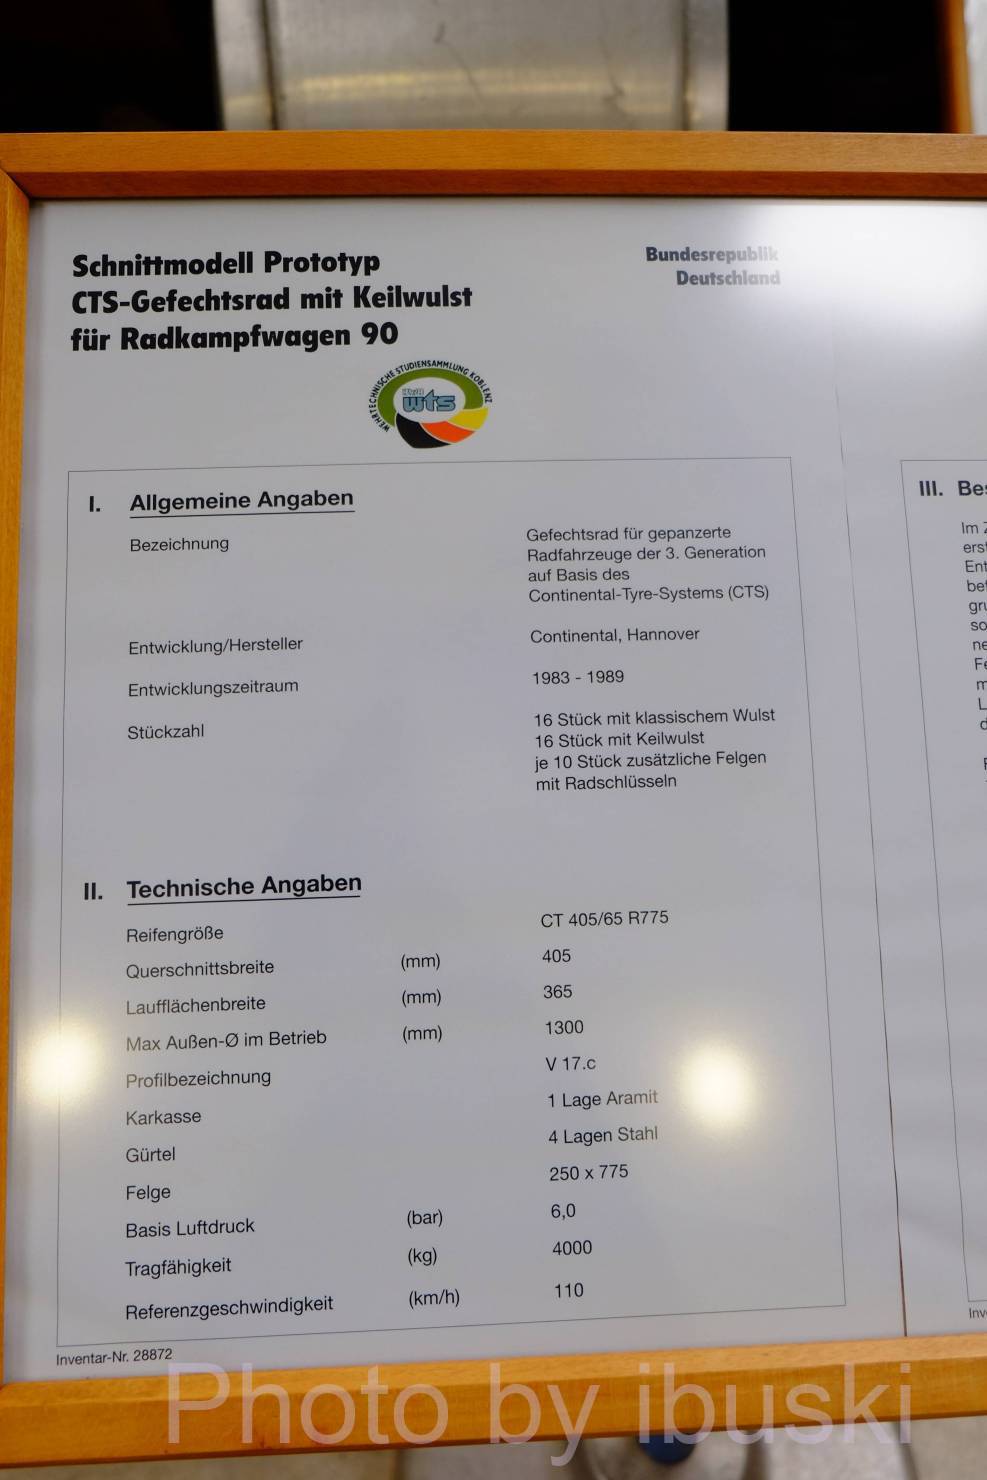 Schnittmodell Prototyp
CTS-Gefechtsrad mit Keilwulst
für Radkampfwagen 90
Bundesrepublik
Deutschland
WEHRTECHNISCHE STUDIENSAMMLUNG KOBLENZ
wts
I. Allgemeine Angaben
Bezeichnung Gefechtsrad für gepanzerte
Radfahrzeuge der 3. Generation
auf Basis des
Continental-Tyre-Systems (CTS)
Entwicklung/Hersteller Continental, Hannover
Entwicklungszeitraum 1983 - 1989
Stückzahl 16 Stück mit klassischem Wulst
16 Stück mit Keilwulst
je 10 Stück zusätzliche Felgen
mit Radschlüsseln
II. Technische Angaben
Reifengröße CT 405/65 R775
Querschnittsbreite (mm) 405
Laufflächenbreite (mm) 365
Max Außen-Ø im Betrieb (mm) 1300
Profilbezeichnung V 17.c
Karkasse 1 Lage Aramit
Gürtel 4 Lagen Stahl
Felge 250 x 775
Basis Luftdruck (bar) 6,0
Tragfähigkeit (kg) 4000
Referenzgeschwindigkeit (km/h) 110
Inventar-Nr. 28872
III.
Im
Photo by ibuski